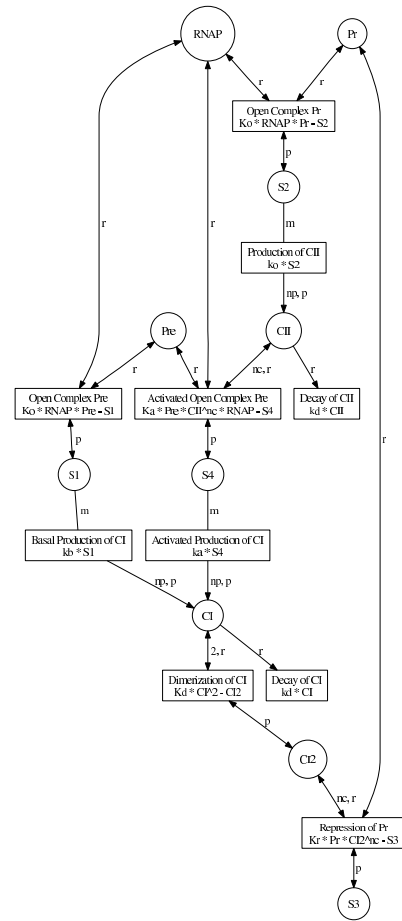 RNAP
Pr
r
r
Open Complex Pr
Ko * RNAP * Pr - S2
p
S2
r
r
m
Production of CII
ko * S2
np, p
Pre
CII
r
r
nc, r
r
Open Complex Pre
Ko * RNAP * Pre - S1
Activated Open Complex Pre
Ka * Pre * CII^nc * RNAP - S4
Decay of CII
kd * CII
r
p
p
S1
S4
m
m
Basal Production of CI
kb * S1
Activated Production of CI
ka * S4
np, p
np, p
CI
2, r
r
Dimerization of CI
Kd * CI^2 - CI2
Decay of CI
kd * CI
p
CI2
nc, r
Repression of Pr
Kr * Pr * CI2^nc - S3
p
S3